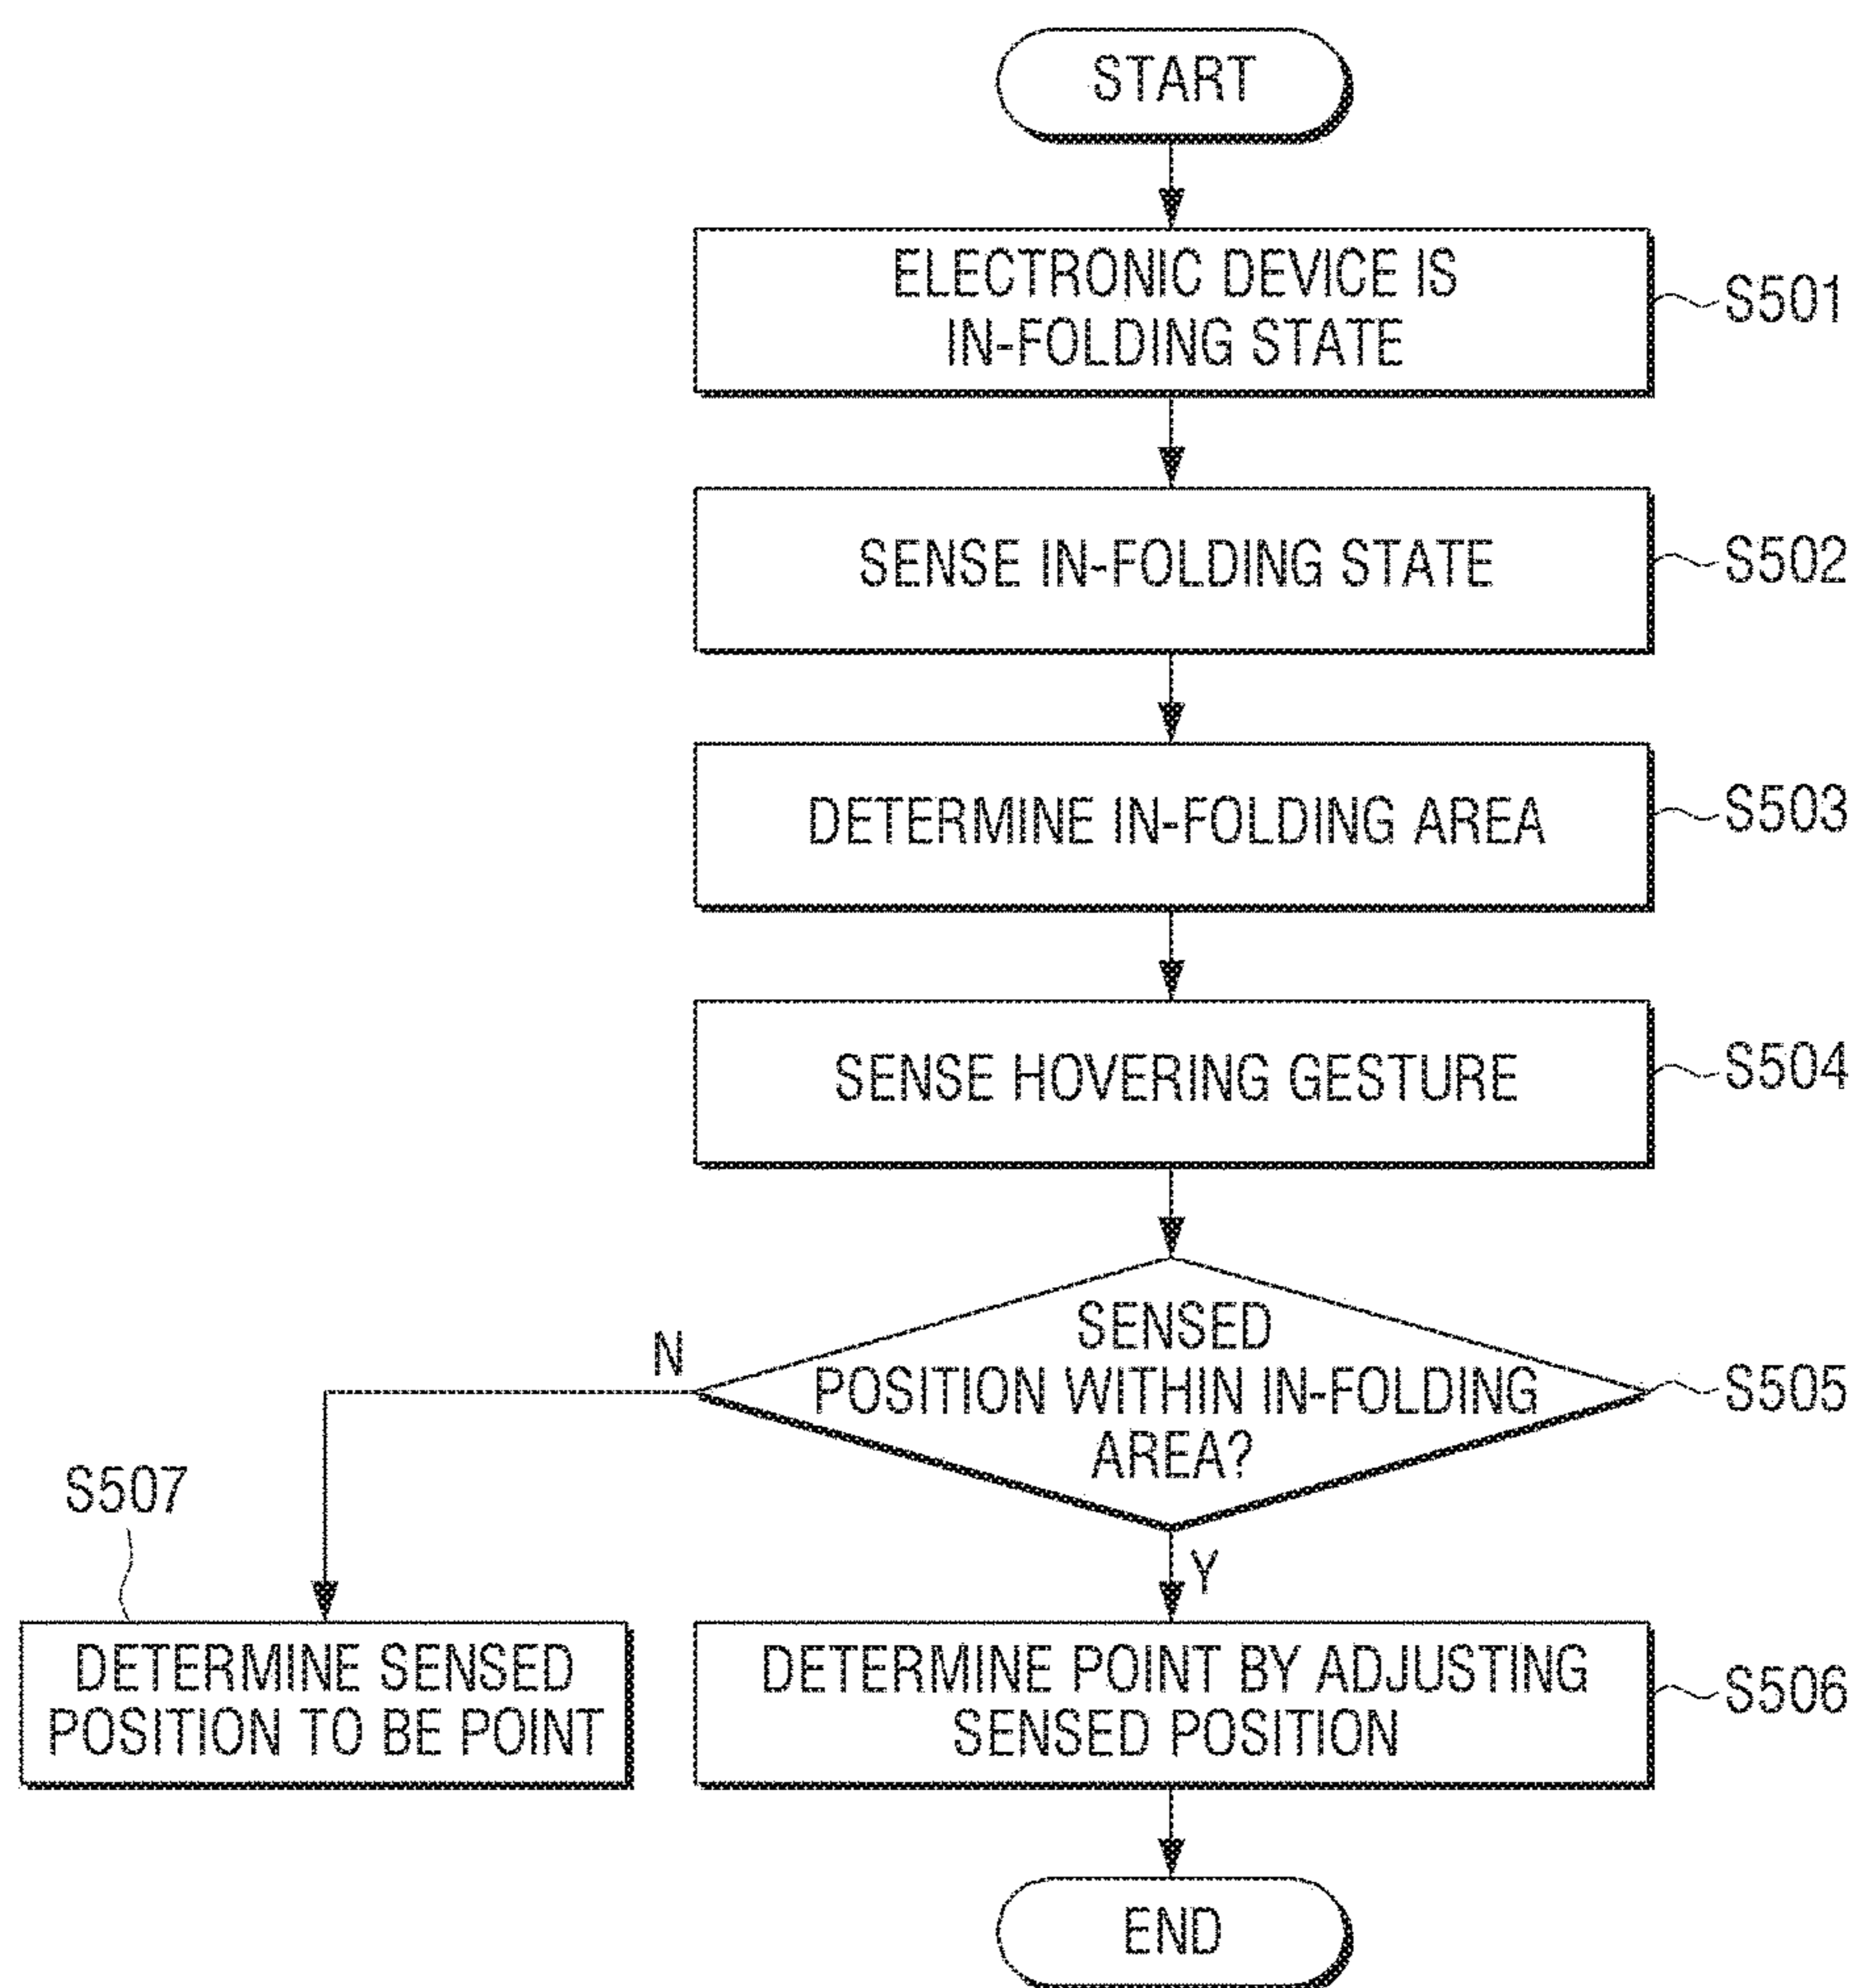 START
ELECTRONIC DEVICE IS
IN-FOLDING STATE
S501
SENSE IN-FOLDING STATE
S502
DETERMINE IN-FOLDING AREA
S503
SENSE HOVERING GESTURE
S504
SENSED
POSITION WITHIN IN-FOLDING
AREA?
S505
N
Y
S507
DETERMINE SENSED
POSITION TO BE POINT
DETERMINE POINT BY ADJUSTING
SENSED POSITION
S506
END